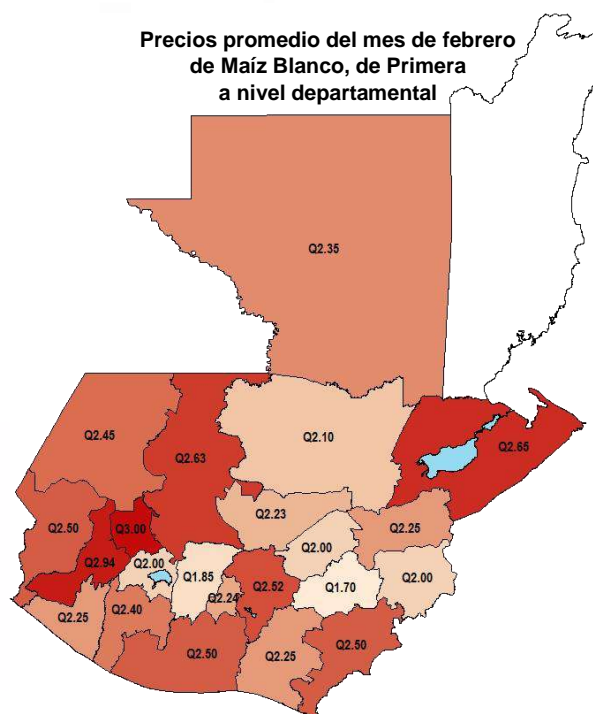 Precios promedio del mes de febrero
de Maíz Blanco, de Primera
a nivel departamental
Q2.35
Q2.45
Q2.63
Q2.10
Q2.65
Q2.50
Q3.00
Q2.23
Q2.25
Q2.94
Q2.00
Q1.85
Q2.24
Q2.52
Q2.00
Q1.70
Q2.00
Q2.25
Q2.40
Q2.50
Q2.25
Q2.50